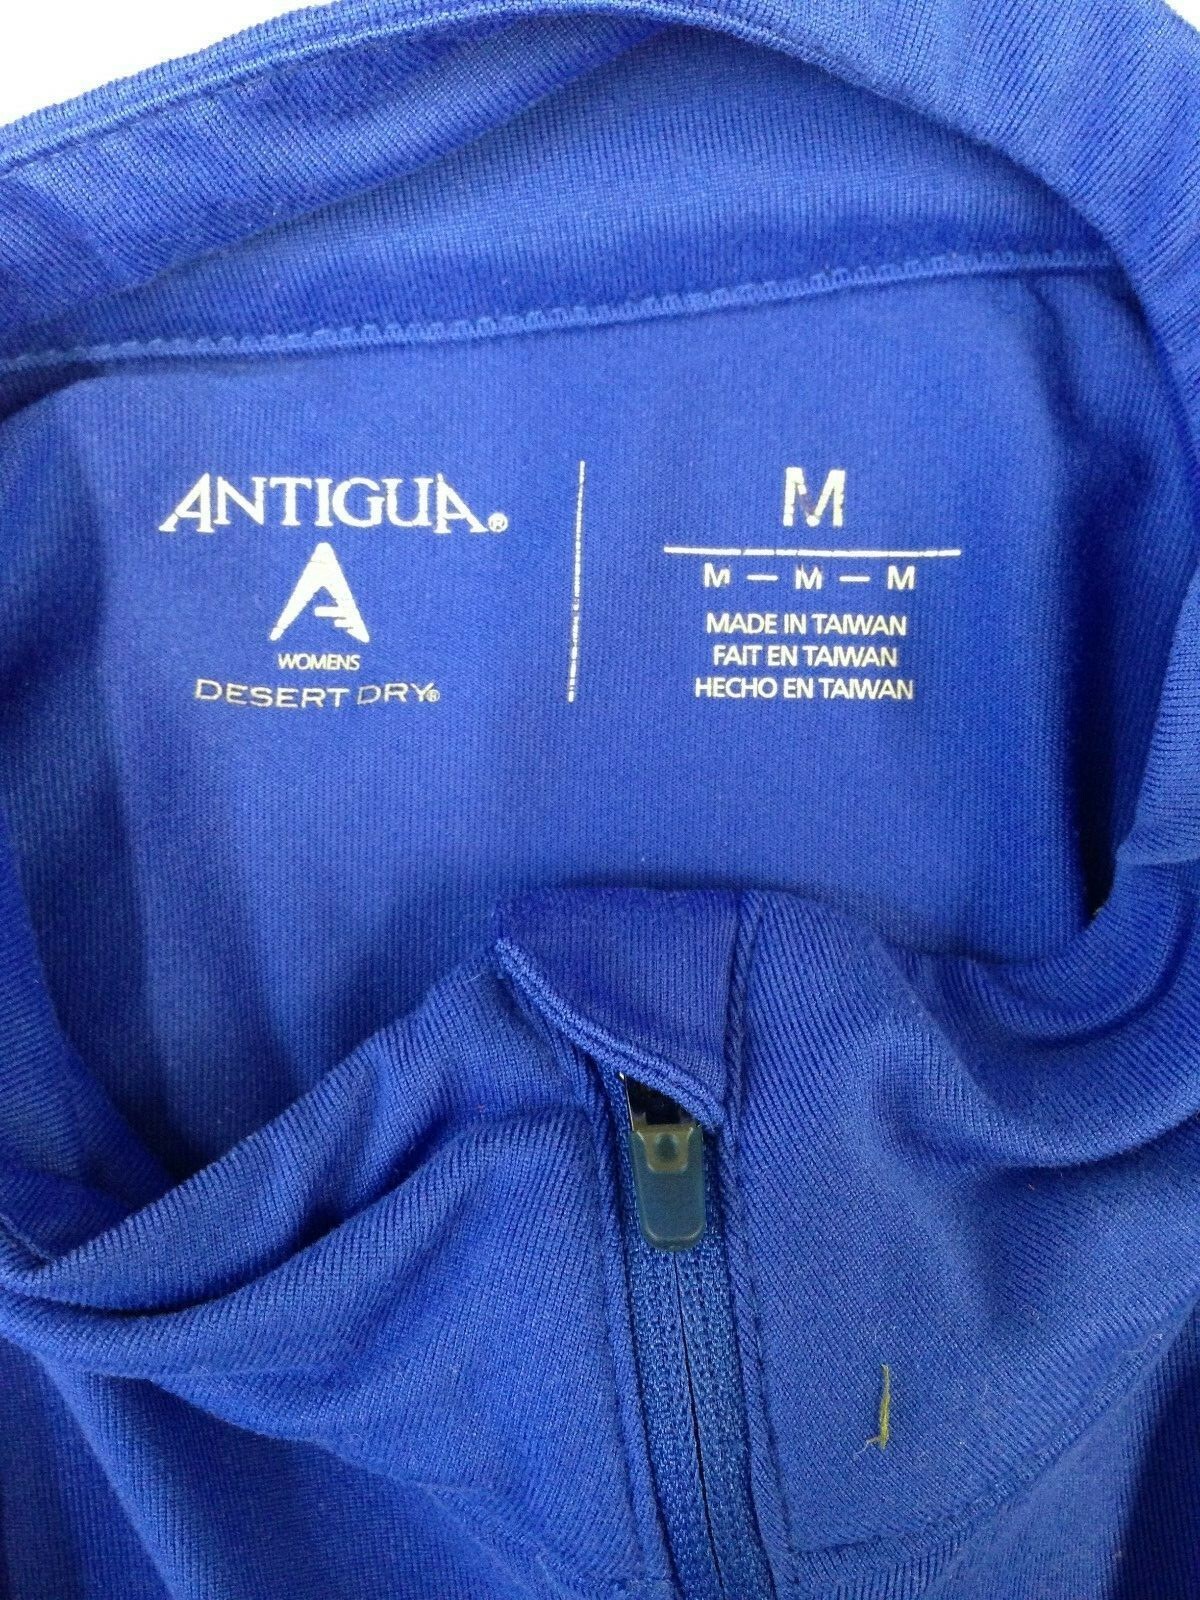 ANTIGUA®
WOMENS
DESERT DRY®
M
M — M — M
MADE IN TAIWAN
FAIT EN TAIWAN
HECHO EN TAIWAN